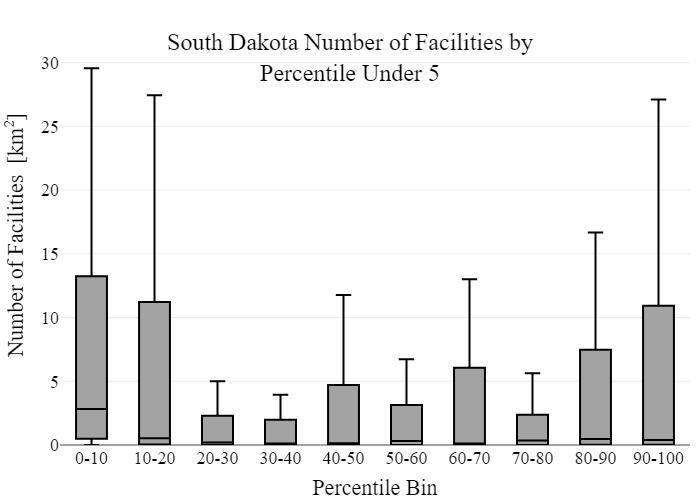 South Dakota Number of Facilities by
Percentile Under 5
Number of Facilities [km²]
30
25
20
15
10
5
0
0-10 10-20 20-30 30-40 40-50 50-60 60-70 70-80 80-90 90-100
Percentile Bin